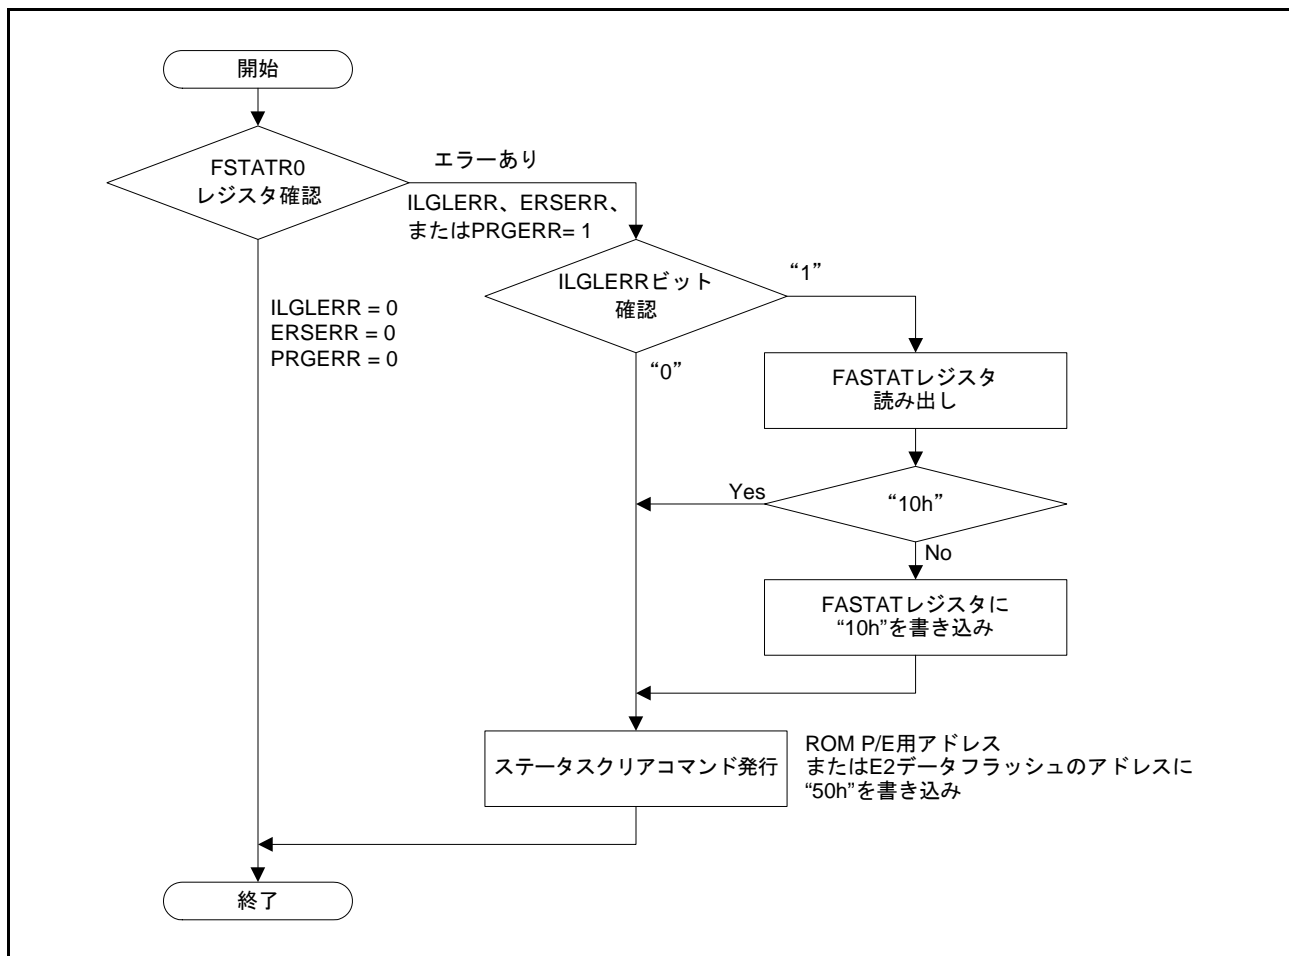 開始
FSTATR0
レジスタ確認
エラーあり
ILGLERR、ERSERR、
またはPRGERR= 1
ILGLERR = 0
ERSERR = 0
PRGERR = 0
ILGLERRビット
確認
“1”
“0”
FASTATレジスタ
読み出し
Yes
“10h”
No
FASTATレジスタに
“10h”を書き込み
ステータスクリアコマンド発行
ROM P/E用アドレス
またはE2データフラッシュのアドレスに
“50h”を書き込み
終了